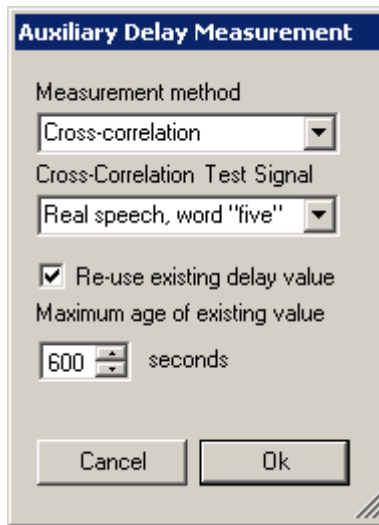 Auxiliary Delay Measurement
Measurement method
Cross-correlation
Cross-Correlation Test Signal
Real speech, word "five"
Re-use existing delay value
Maximum age of existing value
600 seconds
Cancel Ok